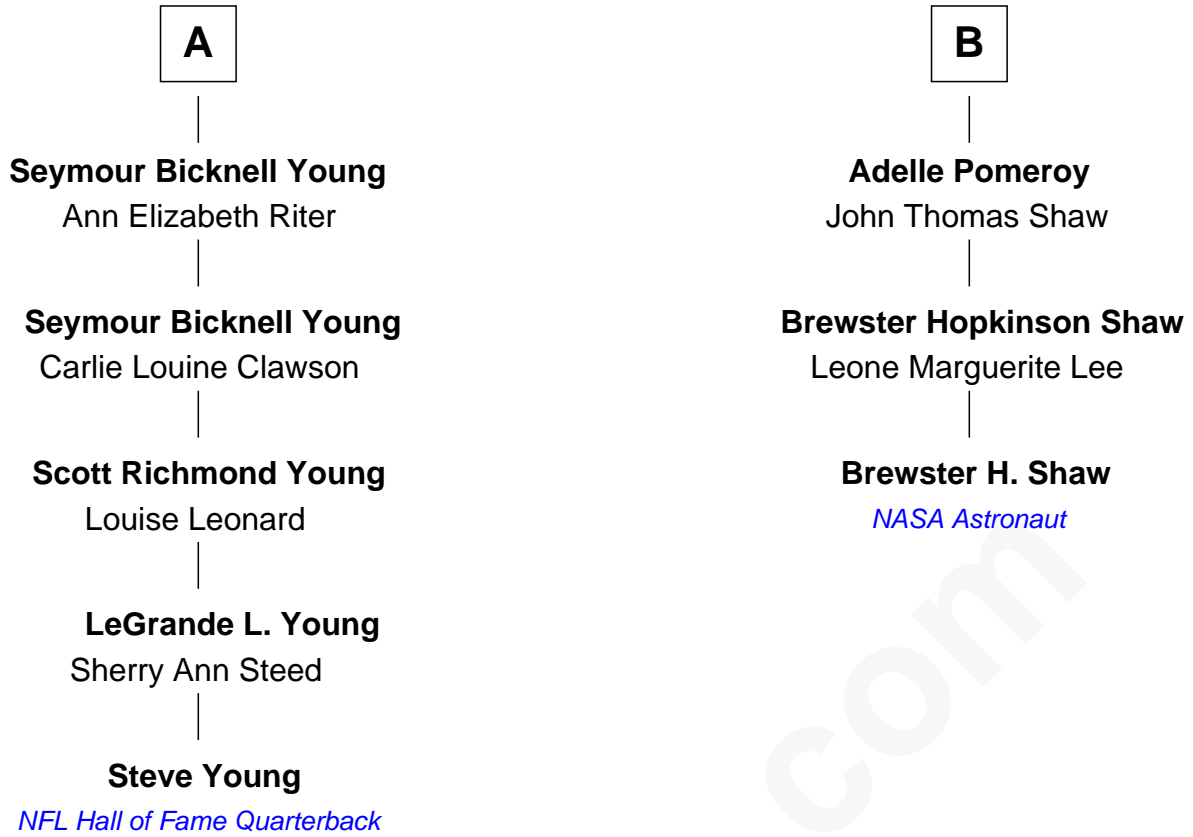 A
Seymour Bicknell Young
Ann Elizabeth Riter
Seymour Bicknell Young
Carlie Louine Clawson
Scott Richmond Young
Louise Leonard
LeGrande L. Young
Sherry Ann Steed
Steve Young
NFL Hall of Fame Quarterback
B
Adelle Pomeroy
John Thomas Shaw
Brewster Hopkinson Shaw
Leone Marguerite Lee
Brewster H. Shaw
NASA Astronaut
com